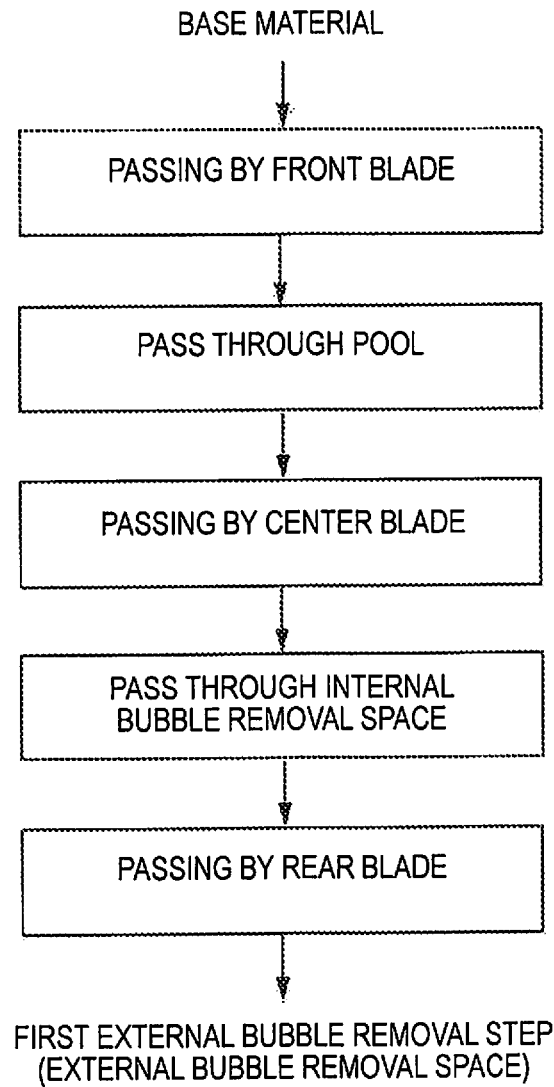 BASE MATERIAL
PASSING BY FRONT BLADE
PASS THROUGH POOL
PASSING BY CENTER BLADE
PASS THROUGH INTERNAL
BUBBLE REMOVAL SPACE
PASSING BY REAR BLADE
FIRST EXTERNAL BUBBLE REMOVAL STEP
(EXTERNAL BUBBLE REMOVAL SPACE)